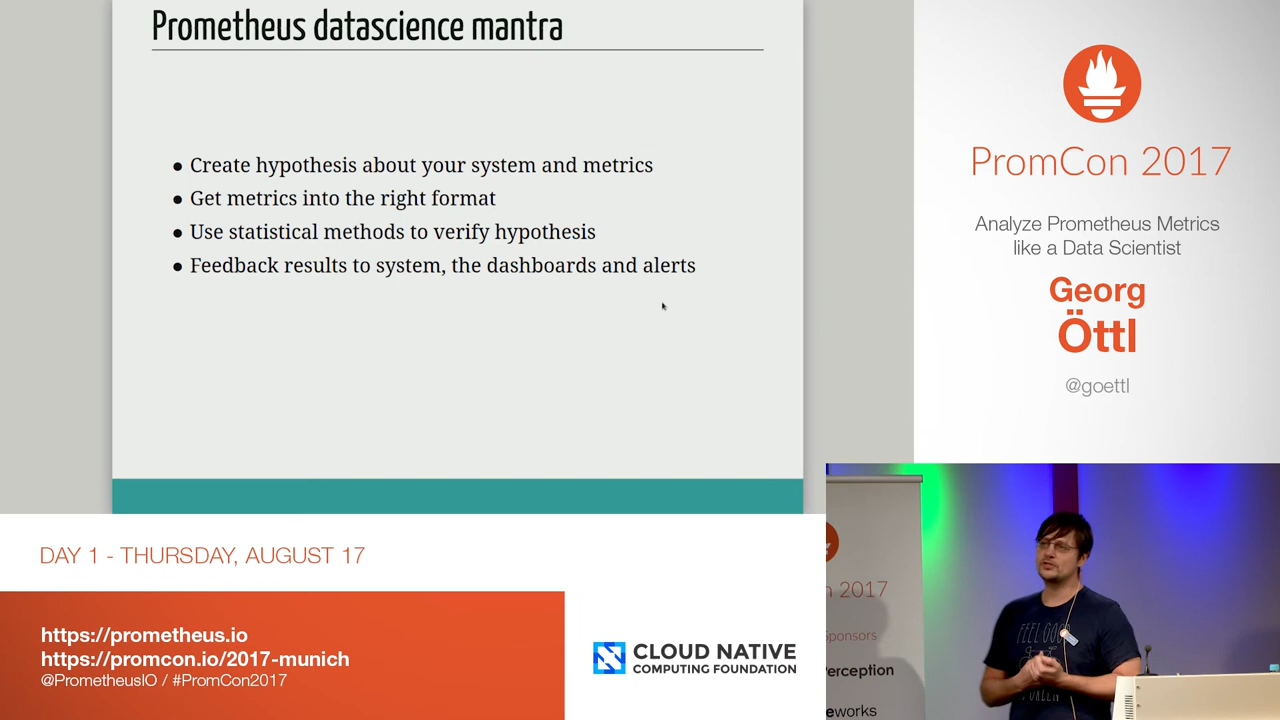 Prometheus datascience mantra
● Create hypothesis about your system and metrics
● Get metrics into the right format
● Use statistical methods to verify hypothesis
● Feedback results to system, the dashboards and alerts
PromCon 2017
Analyze Prometheus Metrics
like a Data Scientist
Georg
Öttl
@goettl
DAY 1 - THURSDAY, AUGUST 17
https://prometheus.io
https://promcon.io/2017-munich
@PrometheusIO / #PromCon2017
CLOUD NATIVE
COMPUTING FOUNDATION
n 2017
ponsors
erception
eworks
FEEL GOO